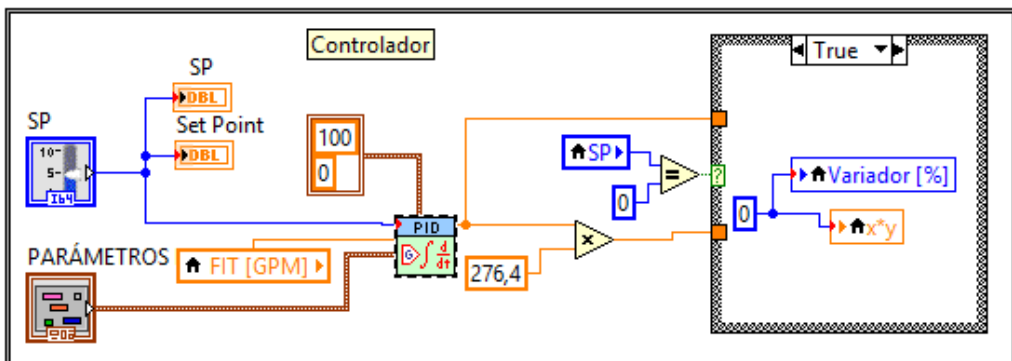 Controlador
True
SP
DBL
SP
Set Point
DBL
10-
5-
I64
100
0
SP
=
0
?
0
Variador [%]
x*y
PID
PARÁMETROS
FIT [GPM]
G
∫
d
dt
x
276,4